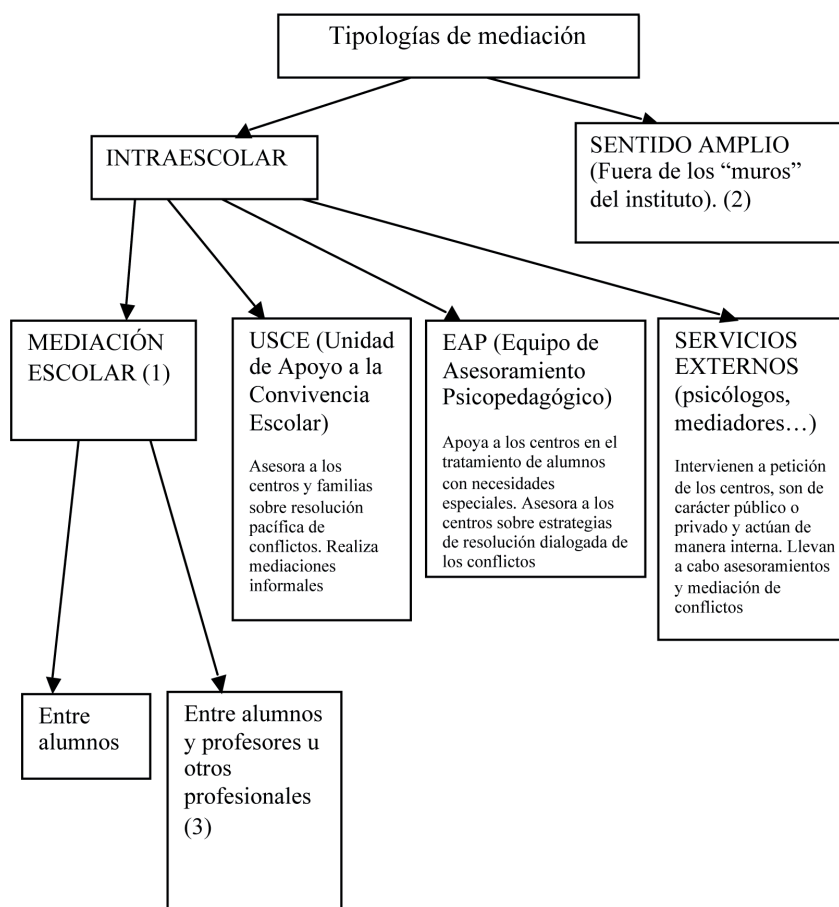 Tipologías de mediación
INTRAESCOLAR
SENTIDO AMPLIO
(Fuera de los “muros”
del instituto). (2)
MEDIACIÓN
ESCOLAR (1)
USCE (Unidad
de Apoyo a la
Convivencia
Escolar)
Asesora a los
centros y familias
sobre resolución
pacífica de
conflictos. Realiza
mediaciones
informales
EAP (Equipo de
Asesoramiento
Psicopedagógico)
Apoya a los centros en el
tratamiento de alumnos
con necesidades
especiales. Asesora a los
centros sobre estrategias
de resolución dialogada de
los conflictos
SERVICIOS
EXTERNOS
(psicólogos,
mediadores…)
Intervienen a petición
de los centros, son de
carácter público o
privado y actúan de
manera interna. Llevan
a cabo asesoramientos
y mediación de
conflictos
Entre
alumnos
Entre alumnos
y profesores u
otros
profesionales
(3)